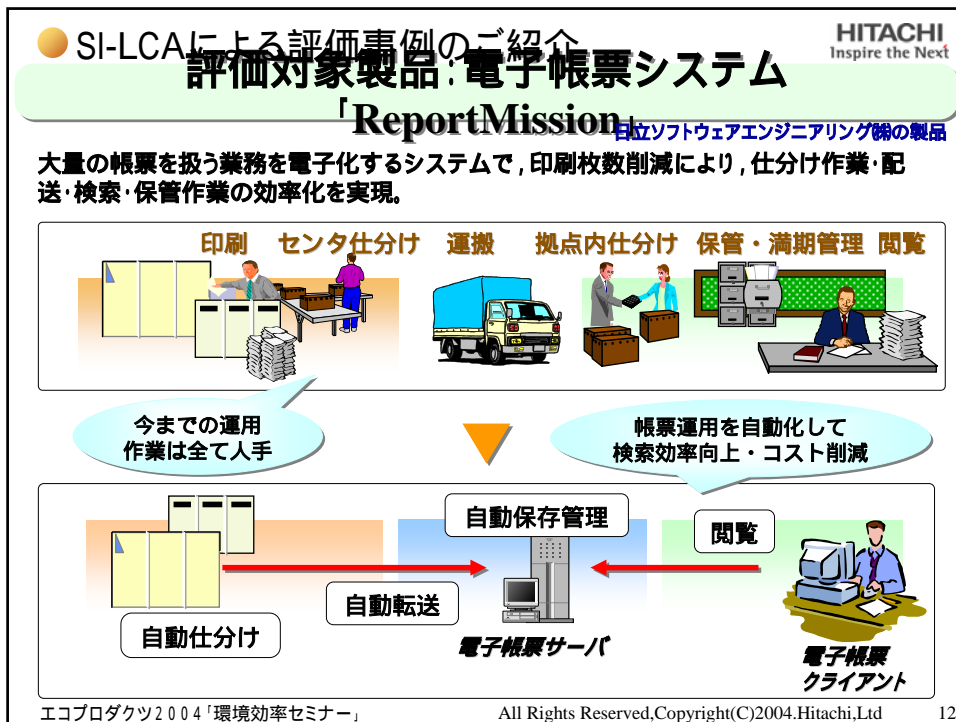 SI-LCAによる評価事例のご紹介
HITACHI
Inspire the Next
評価対象製品:電子帳票システム
「ReportMission」
日立ソフトウェアエンジニアリング㈱の製品
大量の帳票を扱う業務を電子化するシステムで,印刷枚数削減により,仕分け作業・配
送・検索・保管作業の効率化を実現。
印刷 センタ仕分け 運搬 拠点内仕分け 保管・満期管理 閲覧
今までの運用
作業は全て人手
帳票運用を自動化して
検索効率向上・コスト削減
自動保存管理
閲覧
自動転送
自動仕分け
電子帳票サーバ
電子帳票
クライアント
エコプロダクツ2004「環境効率セミナー」
All Rights Reserved,Copyright(C)2004.Hitachi,Ltd
12